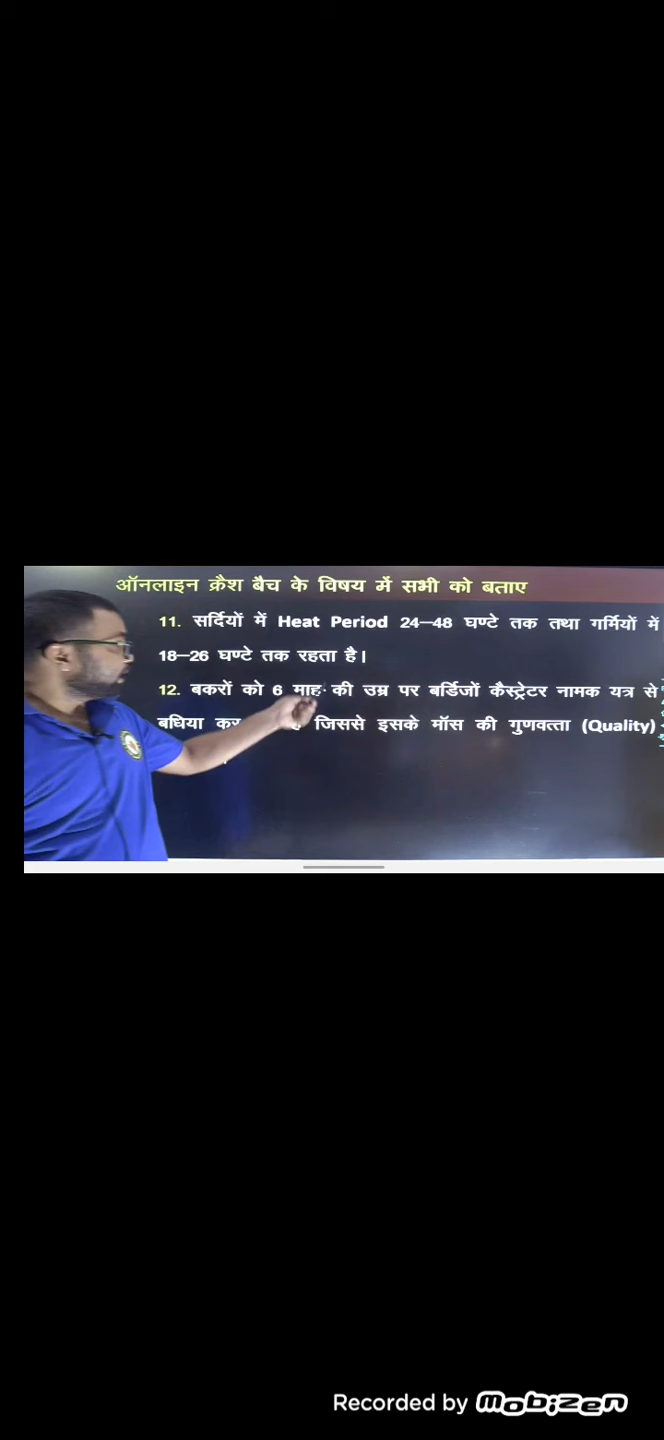 ऑनलाइन क्रैश बैच के विषय में सभी को बताए
11. सर्दियों में Heat Period 24–48 घण्टे तक तथा गर्मियों में
18–26 घण्टे तक रहता है।
12. बकरों को 6 माह की उम्र पर बर्डिजों कैस्ट्रेटर नामक यत्र से
बधिया कर जिससे इसके मॉस की गुणवत्ता (Quality)
Recorded by Mobizen